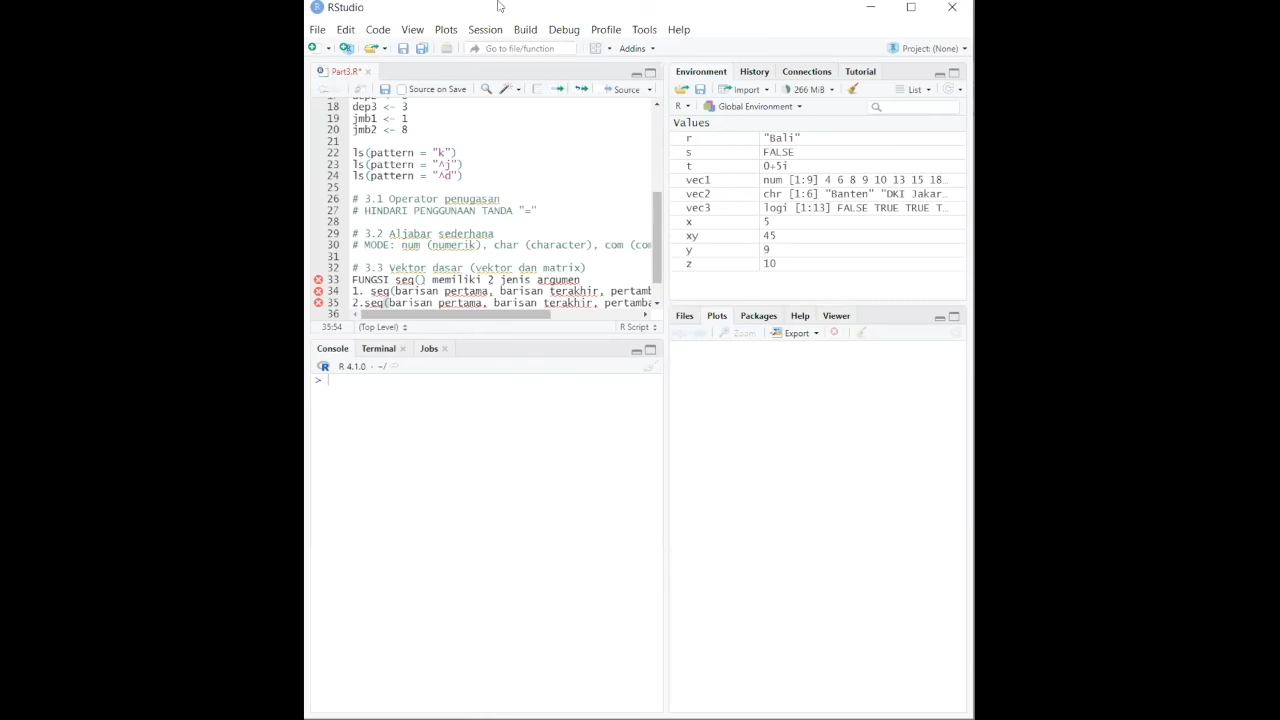 RStudio
File Edit Code View Plots Session Build Debug Profile Tools Help
Go to file/function Addins Project: (None)
Part3.R*
Source on Save Source
18 dep3 <- 3
19 jmb1 <- 1
20 jmb2 <- 8
21
22 ls(pattern = "k")
23 ls(pattern = "^j")
24 ls(pattern = "^d")
25
26 # 3.1 Operator penugasan
27 # HINDARI PENGGUNAAN TANDA "="
28
29 # 3.2 Aljabar sederhana
30 # MODE: num (numerik), char (character), com (com
31
32 # 3.3 Vektor dasar (vektor dan matrix)
33 FUNGSI seq() memiliki 2 jenis argumen
34 1. seq(barisan pertama, barisan terakhir, pertamb
35 2.seq(barisan pertama, barisan terakhir, pertamba
36
35:54 (Top Level) R Script
Console Terminal Jobs
R 4.1.0 · ~/
>
Environment History Connections Tutorial
Import 266 MiB List
R Global Environment
Values
r "Bali"
s FALSE
t 0+5i
vec1 num [1:9] 4 6 8 9 10 13 15 18…
vec2 chr [1:6] "Banten" "DKI Jakar…
vec3 logi [1:13] FALSE TRUE TRUE T…
x 5
xy 45
y 9
z 10
Files Plots Packages Help Viewer
Zoom Export